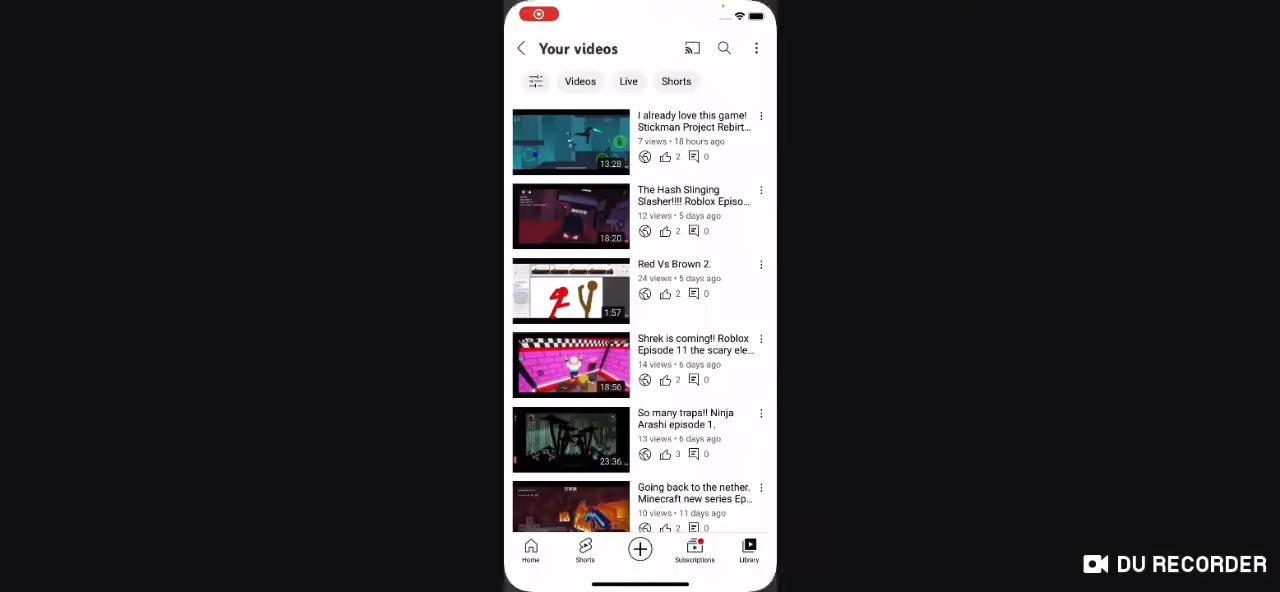 Your videos
Videos
Live
Shorts
I already love this game!
Stickman Project Rebirt...
7 views • 18 hours ago
2
0
13:28
The Hash Slinging
Slasher!!!! Roblox Episo...
12 views • 5 days ago
2
0
18:20
Red Vs Brown 2.
24 views • 5 days ago
2
0
1:57
Shrek is coming!! Roblox
Episode 11 the scary ele...
14 views • 6 days ago
2
0
18:56
So many traps!! Ninja
Arashi episode 1.
13 views • 6 days ago
3
0
23:36
Going back to the nether.
Minecraft new series Ep...
10 views • 11 days ago
2
0
Home
Shorts
Subscriptions
Library
DU RECORDER